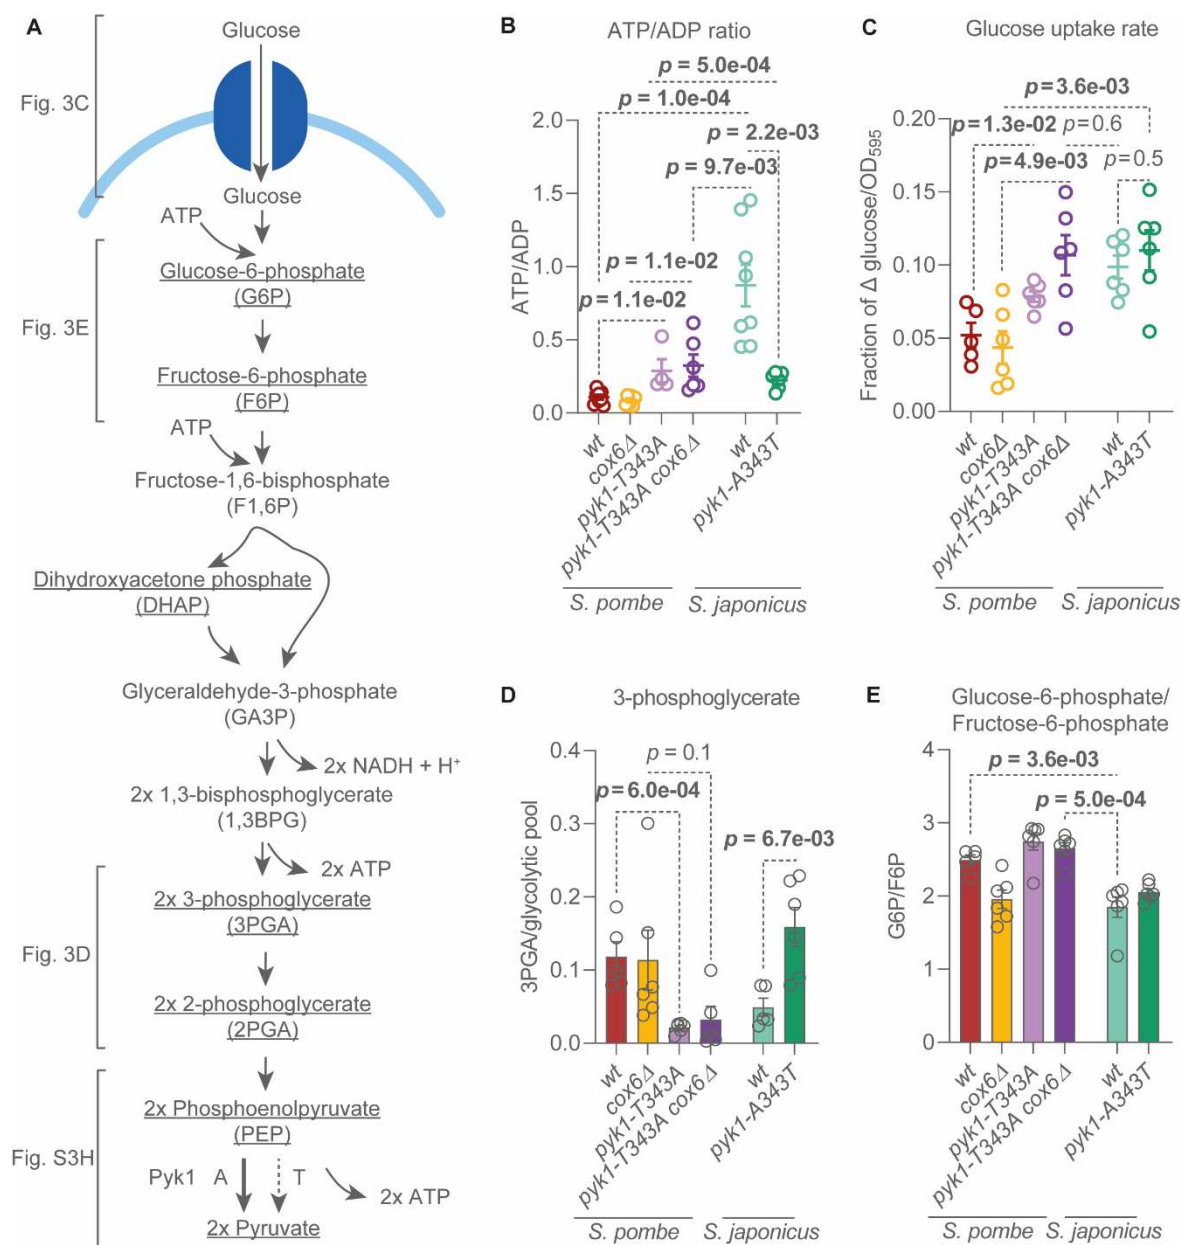 A
Glucose
Fig. 3C
Glucose
ATP
Glucose-6-phosphate
(G6P)
Fig. 3E
Fructose-6-phosphate
(F6P)
ATP
Fructose-1,6-bisphosphate
(F1,6P)
Dihydroxyacetone phosphate
(DHAP)
Glyceraldehyde-3-phosphate
(GA3P)
2x NADH + H⁺
2x 1,3-bisphosphoglycerate
(1,3BPG)
2x ATP
2x 3-phosphoglycerate
(3PGA)
Fig. 3D
2x 2-phosphoglycerate
(2PGA)
2x Phosphoenolpyruvate
(PEP)
Fig. S3H
Pyk1 A T
2x ATP
2x Pyruvate
B ATP/ADP ratio
p = 5.0e-04
p = 1.0e-04
p = 2.2e-03
p = 9.7e-03
p = 1.1e-02
p = 1.1e-02
ATP/ADP
2.0
1.5
1.0
0.5
0.0
wt
cox6Δ
pyk1-T343A
pyk1-T343A cox6Δ
wt
pyk1-A343T
S. pombe
S. japonicus
C Glucose uptake rate
p = 3.6e-03
p = 1.3e-02
p = 0.6
p = 4.9e-03
p = 0.5
Fraction of Δ glucose/OD₅₉₅
0.20
0.15
0.10
0.05
0.00
wt
cox6Δ
pyk1-T343A
pyk1-T343A cox6Δ
wt
pyk1-A343T
S. pombe
S. japonicus
D 3-phosphoglycerate
p = 0.1
p = 6.0e-04
p = 6.7e-03
3PGA/glycolytic pool
0.4
0.3
0.2
0.1
0.0
wt
cox6Δ
pyk1-T343A
pyk1-T343A cox6Δ
wt
pyk1-A343T
S. pombe
S. japonicus
E Glucose-6-phosphate/
Fructose-6-phosphate
p = 3.6e-03
p = 5.0e-04
G6P/F6P
4
3
2
1
0
wt
cox6Δ
pyk1-T343A
pyk1-T343A cox6Δ
wt
pyk1-A343T
S. pombe
S. japonicus